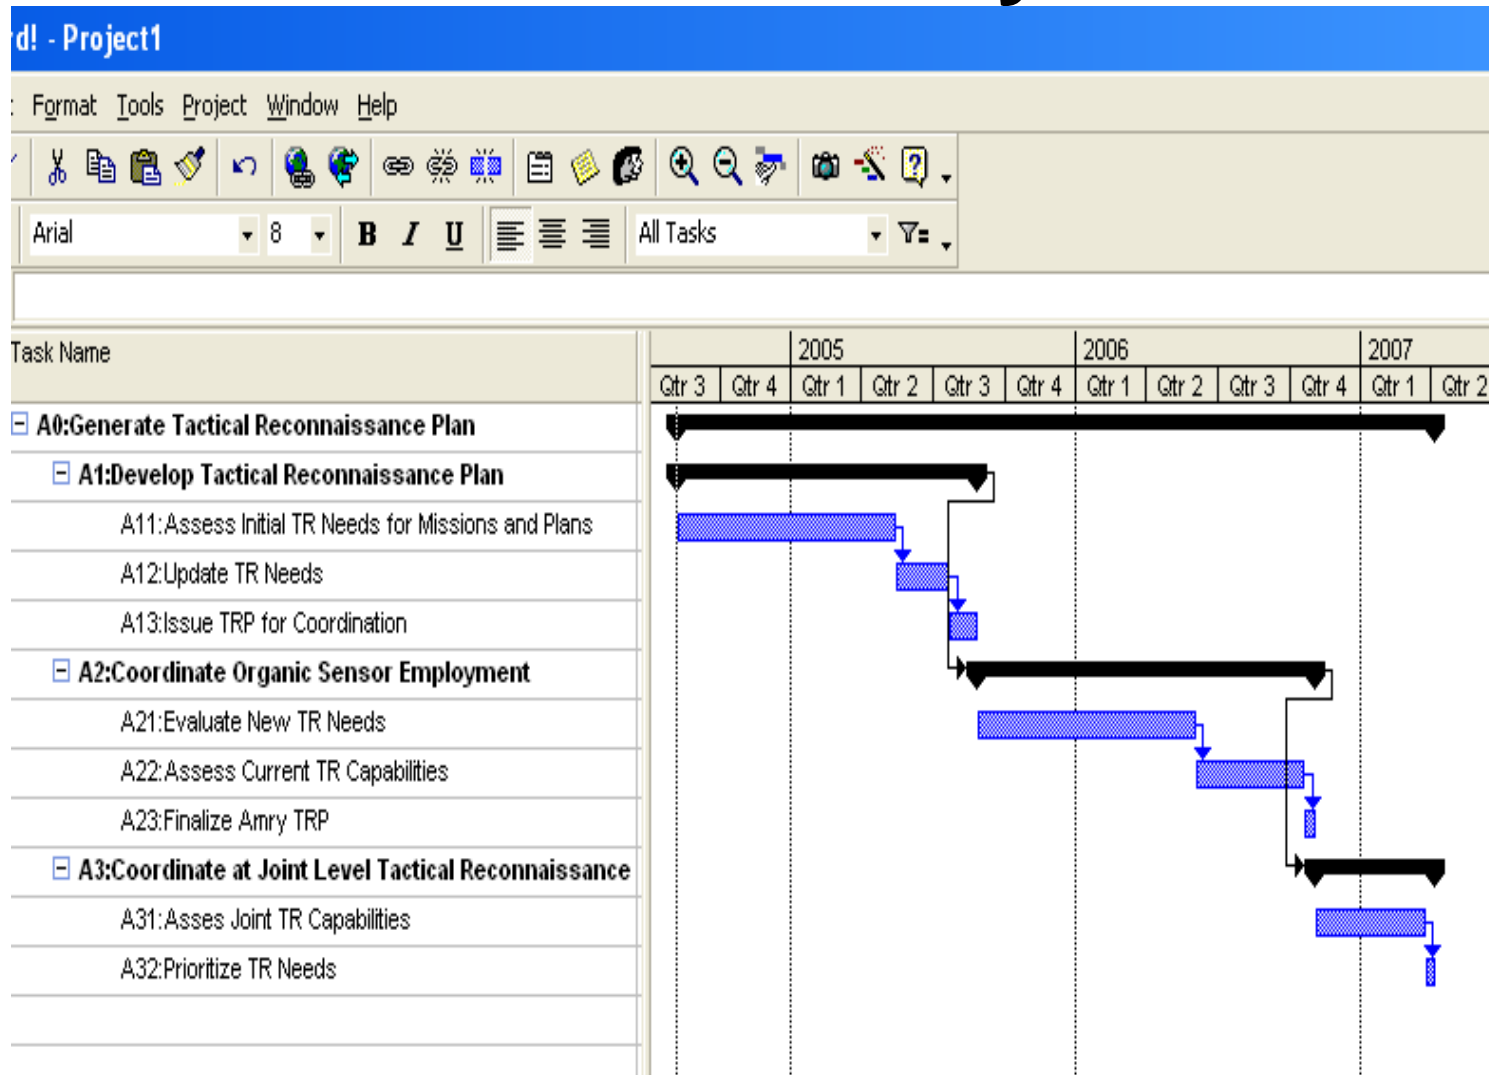 rd! - Project1
Format Tools Project Window Help
Arial 8 B I U All Tasks
Task Name 2005 2006 2007
Qtr 3 Qtr 4 Qtr 1 Qtr 2 Qtr 3 Qtr 4 Qtr 1 Qtr 2 Qtr 3 Qtr 4 Qtr 1 Qtr 2
A0:Generate Tactical Reconnaissance Plan
A1:Develop Tactical Reconnaissance Plan
A11:Assess Initial TR Needs for Missions and Plans
A12:Update TR Needs
A13:Issue TRP for Coordination
A2:Coordinate Organic Sensor Employment
A21:Evaluate New TR Needs
A22:Assess Current TR Capabilities
A23:Finalize Amry TRP
A3:Coordinate at Joint Level Tactical Reconnaissance
A31:Asses Joint TR Capabilities
A32:Prioritize TR Needs